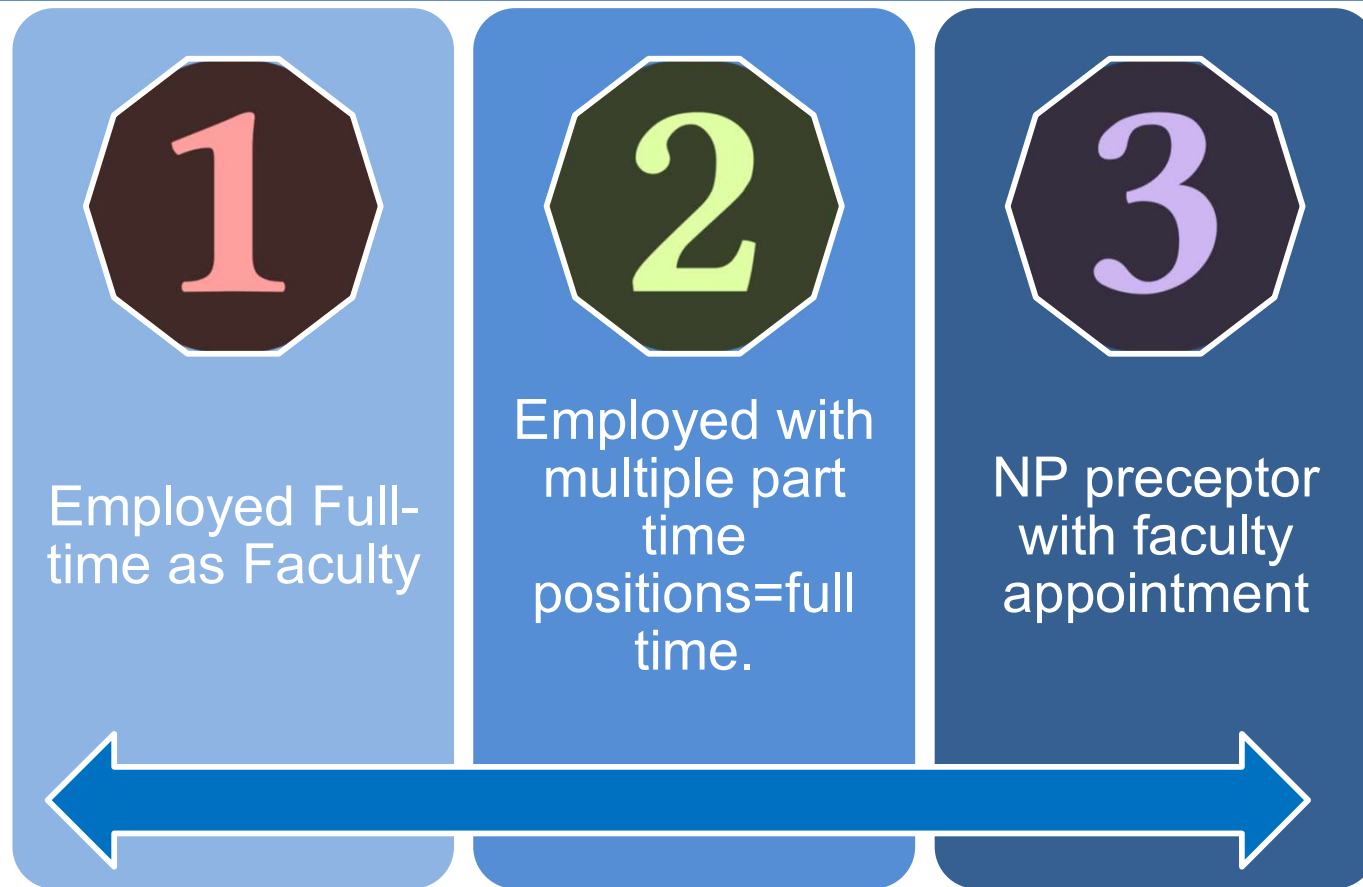 1
Employed Full-
time as Faculty
2
Employed with
multiple part
time
positions=full
time.
3
NP preceptor
with faculty
appointment